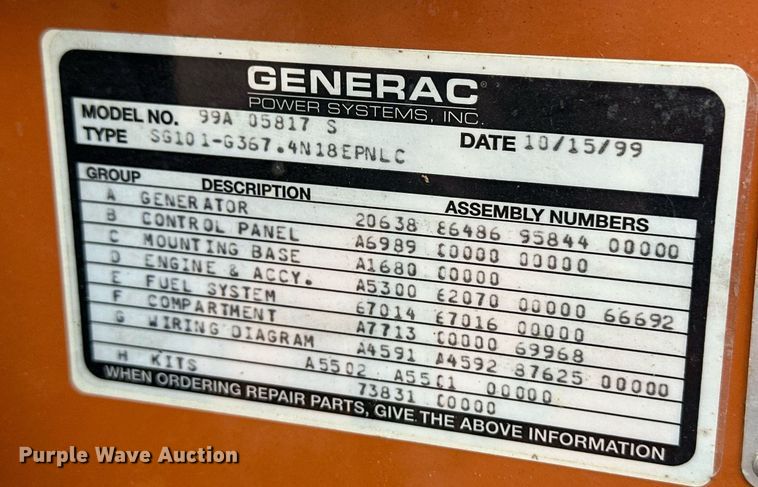 GENERAC®
POWER SYSTEMS, INC.
MODEL NO. 99A 05817 S
TYPE SG101-G367.4N18EPNLC DATE 10/15/99
GROUP DESCRIPTION ASSEMBLY NUMBERS
A GENERATOR 20638 86486 95844 00000
B CONTROL PANEL A6989 00000 00000
C MOUNTING BASE A1680 00000
D ENGINE & ACCY. A5300 62070 00000 66692
E FUEL SYSTEM 67014 67016 00000
F COMPARTMENT A7713 00000 69968
G WIRING DIAGRAM A4591 A4592 87625 00000
A5502 A5501 00000
H KITS 73831 00000
WHEN ORDERING REPAIR PARTS, GIVE THE ABOVE INFORMATION
Purple Wave Auction